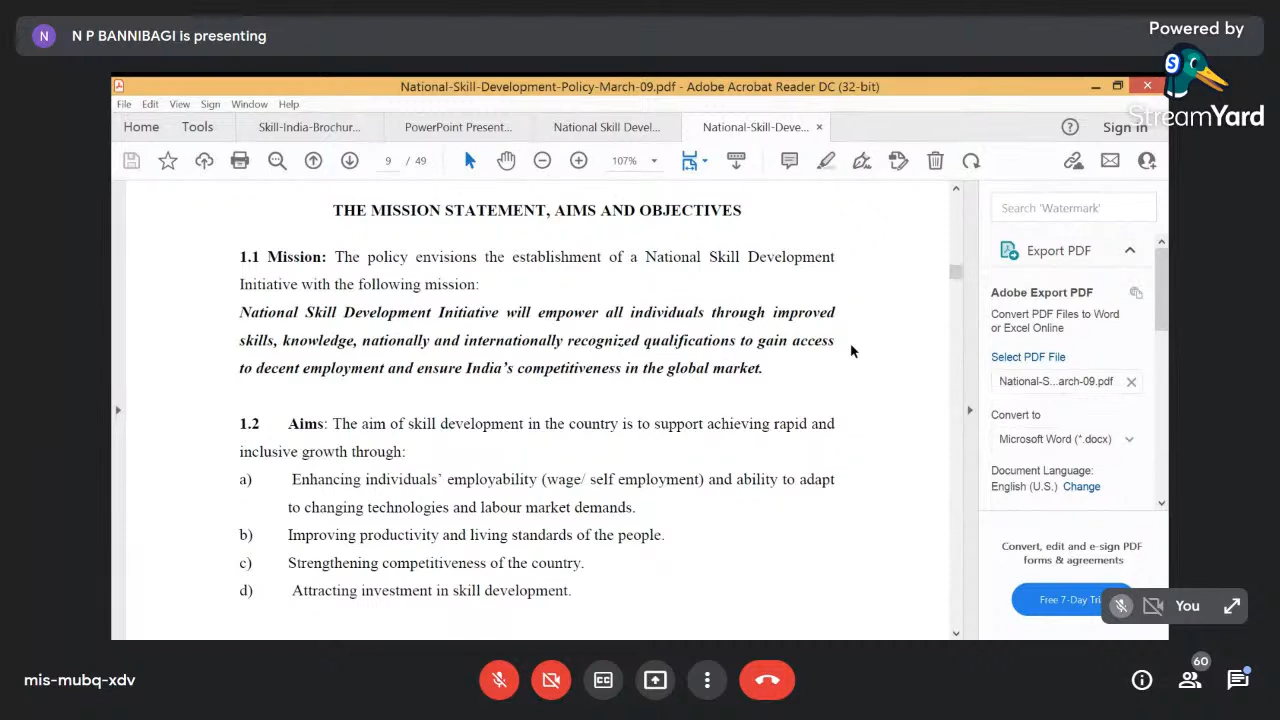 N
N P BANNIBAGI is presenting
Powered by
S
StreamYard
National-Skill-Development-Policy-March-09.pdf - Adobe Acrobat Reader DC (32-bit)
File Edit View Sign Window Help
Home Tools Skill-India-Brochur... PowerPoint Present... National Skill Devel... National-Skill-Deve... × ? Sign In
9 / 49 107%
THE MISSION STATEMENT, AIMS AND OBJECTIVES
1.1 Mission: The policy envisions the establishment of a National Skill Development
Initiative with the following mission:
National Skill Development Initiative will empower all individuals through improved
skills, knowledge, nationally and internationally recognized qualifications to gain access
to decent employment and ensure India's competitiveness in the global market.
1.2 Aims: The aim of skill development in the country is to support achieving rapid and
inclusive growth through:
a) Enhancing individuals' employability (wage/ self employment) and ability to adapt
to changing technologies and labour market demands.
b) Improving productivity and living standards of the people.
c) Strengthening competitiveness of the country.
d) Attracting investment in skill development.
Search 'Watermark'
Export PDF
Adobe Export PDF
Convert PDF Files to Word
or Excel Online
Select PDF File
National-S...arch-09.pdf
Convert to
Microsoft Word (*.docx)
Document Language:
English (U.S.) Change
Convert, edit and e-sign PDF
forms & agreements
Free 7-Day
You
mis-mubq-xdv
CC
60